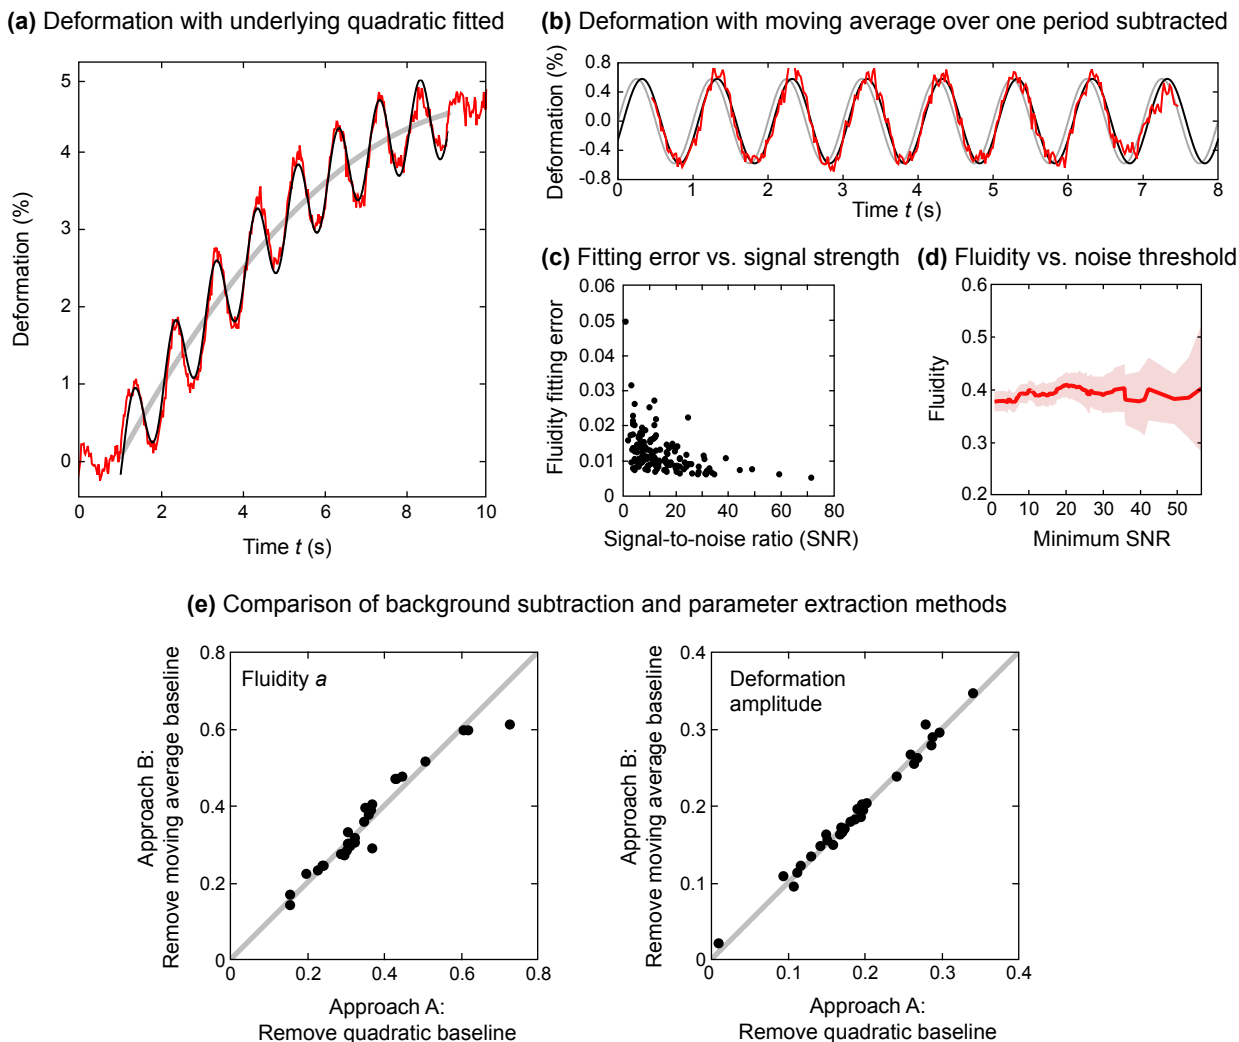 (a) Deformation with underlying quadratic fitted
Deformation (%)
5
4
3
2
1
0
0 2 4 6 8 10
Time t (s)
(b) Deformation with moving average over one period subtracted
Deformation (%)
0.8
0.4
0.0
-0.4
-0.8
0 1 2 3 4 5 6 7 8
Time t (s)
(c) Fitting error vs. signal strength
Fluidity fitting error
0.06
0.05
0.04
0.03
0.02
0.01
0
0 20 40 60 80
Signal-to-noise ratio (SNR)
(d) Fluidity vs. noise threshold
Fluidity
0.5
0.4
0.3
0.2
0 10 20 30 40 50
Minimum SNR
(e) Comparison of background subtraction and parameter extraction methods
Approach B:
Remove moving average baseline
0.8
0.6
0.4
0.2
0
Fluidity a
0 0.2 0.4 0.6 0.8
Approach A:
Remove quadratic baseline
Approach B:
Remove moving average baseline
0.4
0.3
0.2
0.1
0
Deformation
amplitude
0 0.1 0.2 0.3 0.4
Approach A:
Remove quadratic baseline